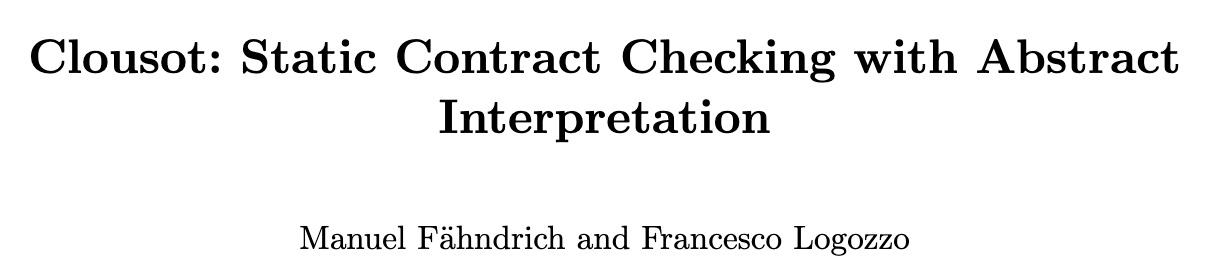 Clousot: Static Contract Checking with Abstract
Interpretation
Manuel Fähndrich and Francesco Logozzo